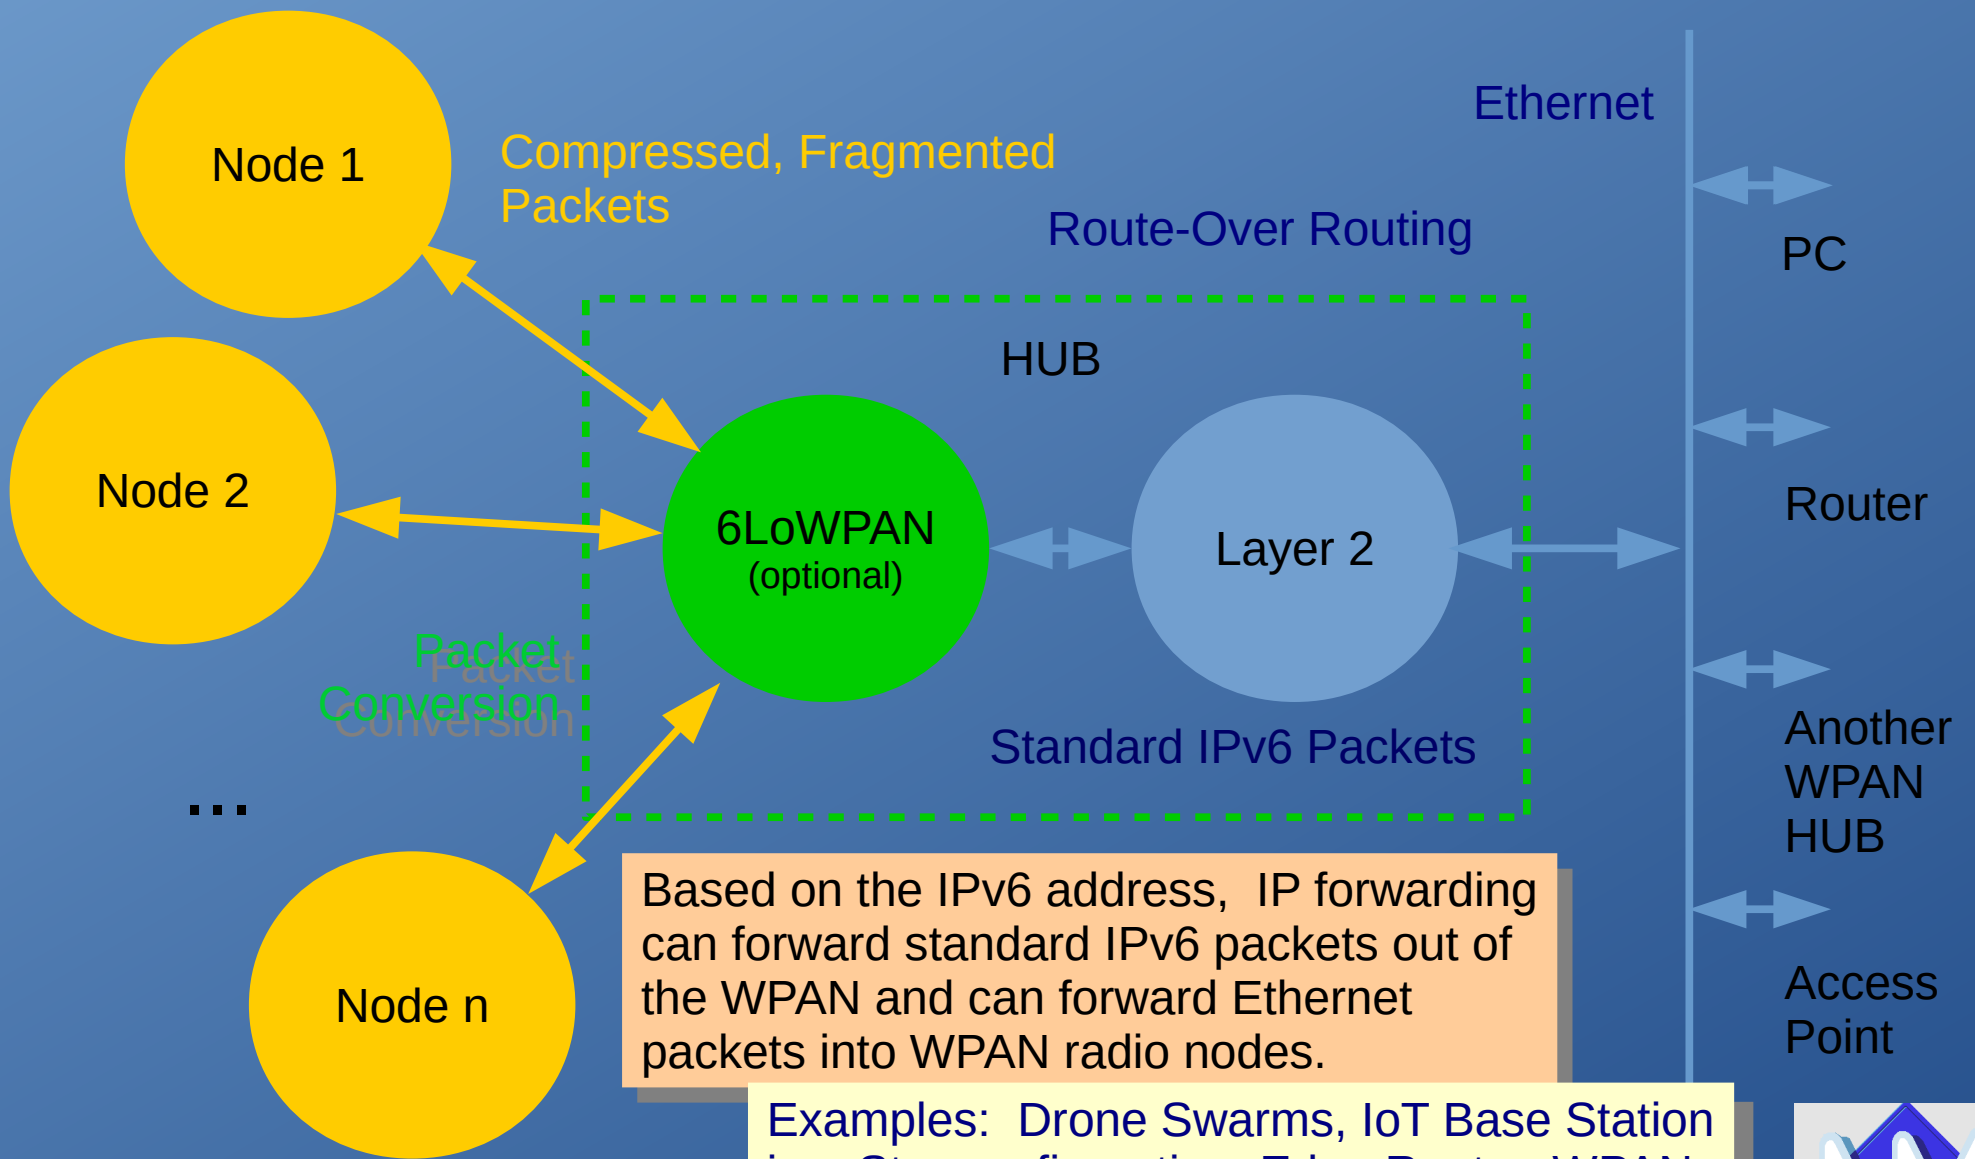 Node 1
Compressed, Fragmented
Packets
Ethernet
Route-Over Routing
PC
HUB
Node 2
6LoWPAN
(optional)
Layer 2
Router
Packet
Conversion
Standard IPv6 Packets
Another
WPAN
HUB
...
Based on the IPv6 address,  IP forwarding
can forward standard IPv6 packets out of
the WPAN and can forward Ethernet
packets into WPAN radio nodes.
Node n
Access
Point
Examples:  Drone Swarms, IoT Base Station